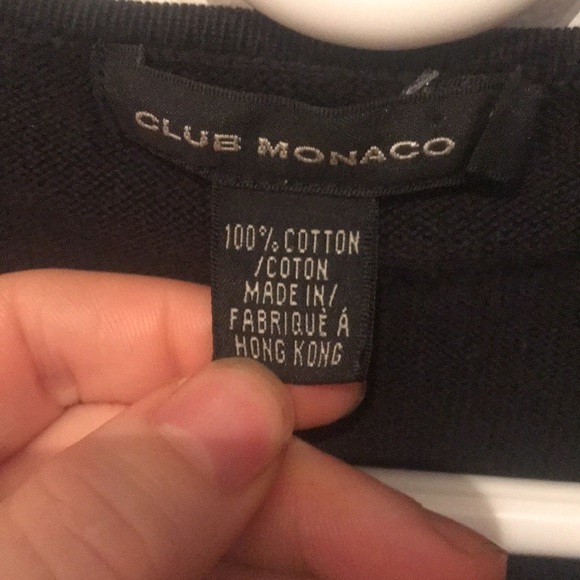 CLUB MONACO
100% COTTON
/COTON
MADE IN/
FABRIQUÈ Á
HONG KONG